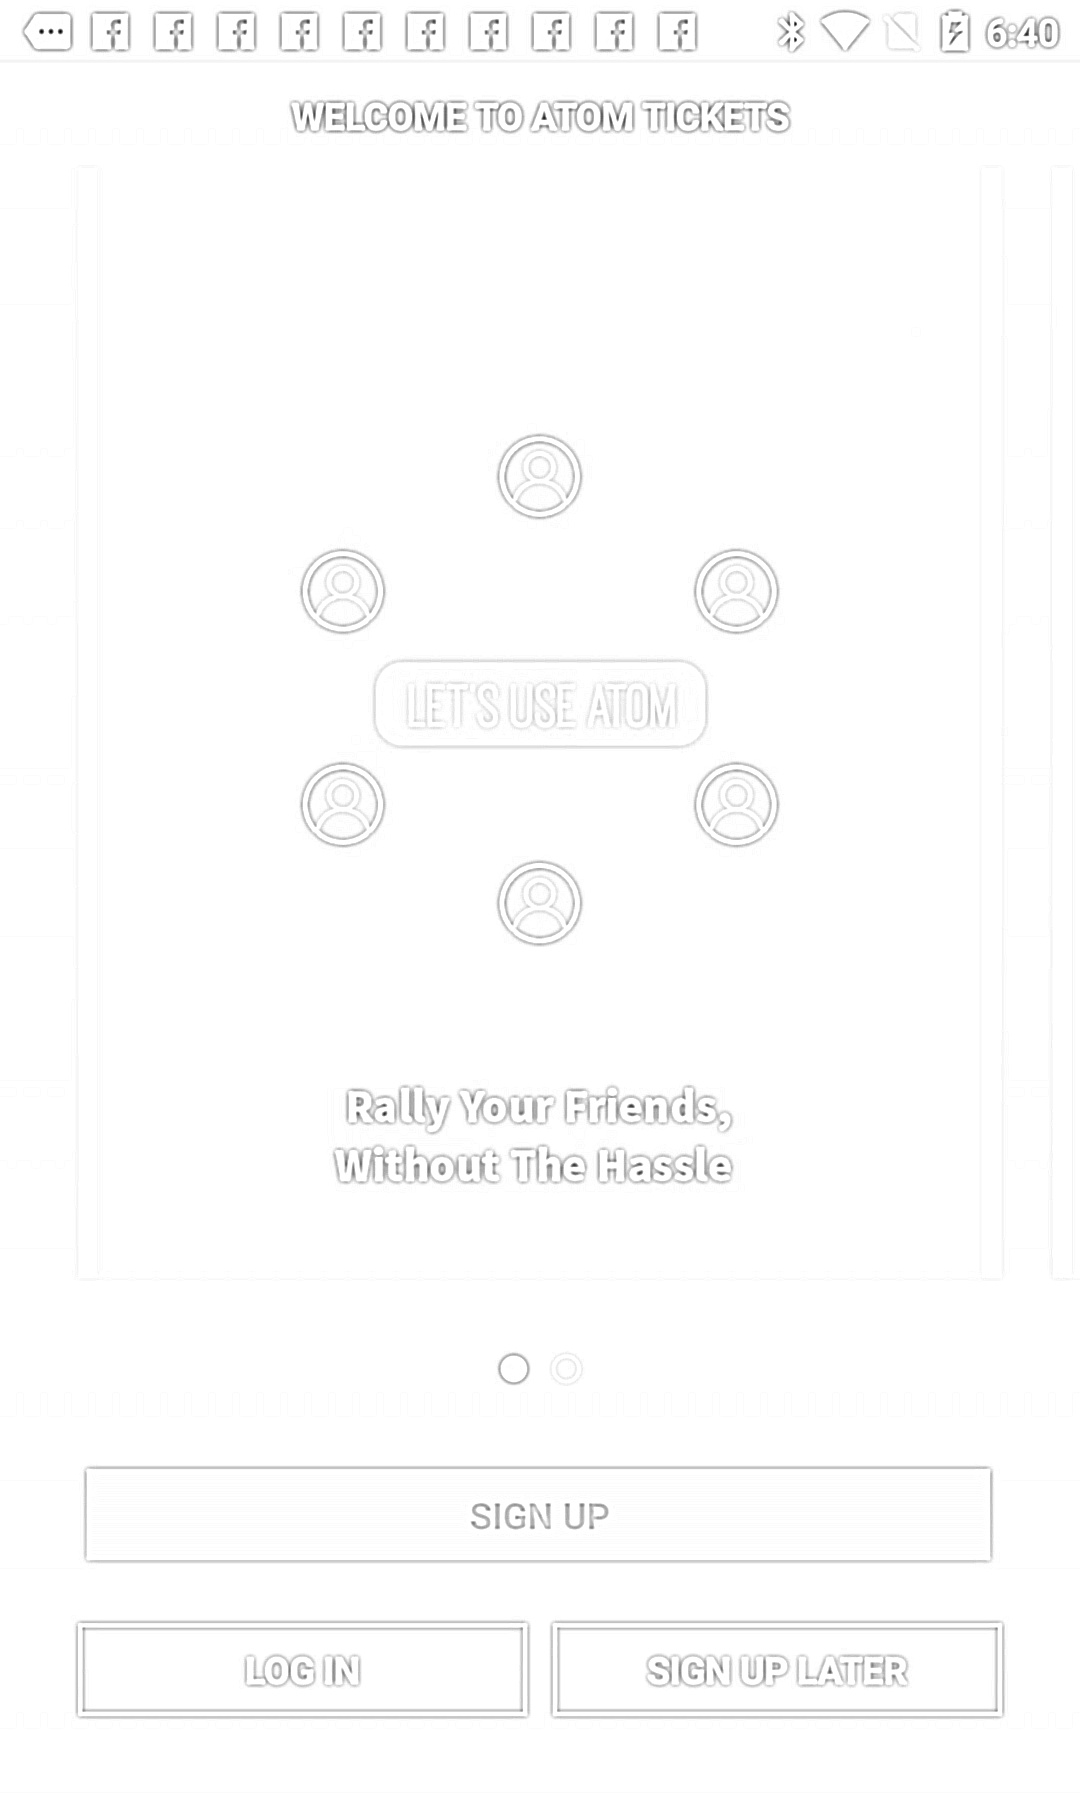 6:40
WELCOME TO ATOM TICKETS
LET'S USE ATOM
Rally Your Friends,
Without The Hassle
SIGN UP
LOG IN
SIGN UP LATER